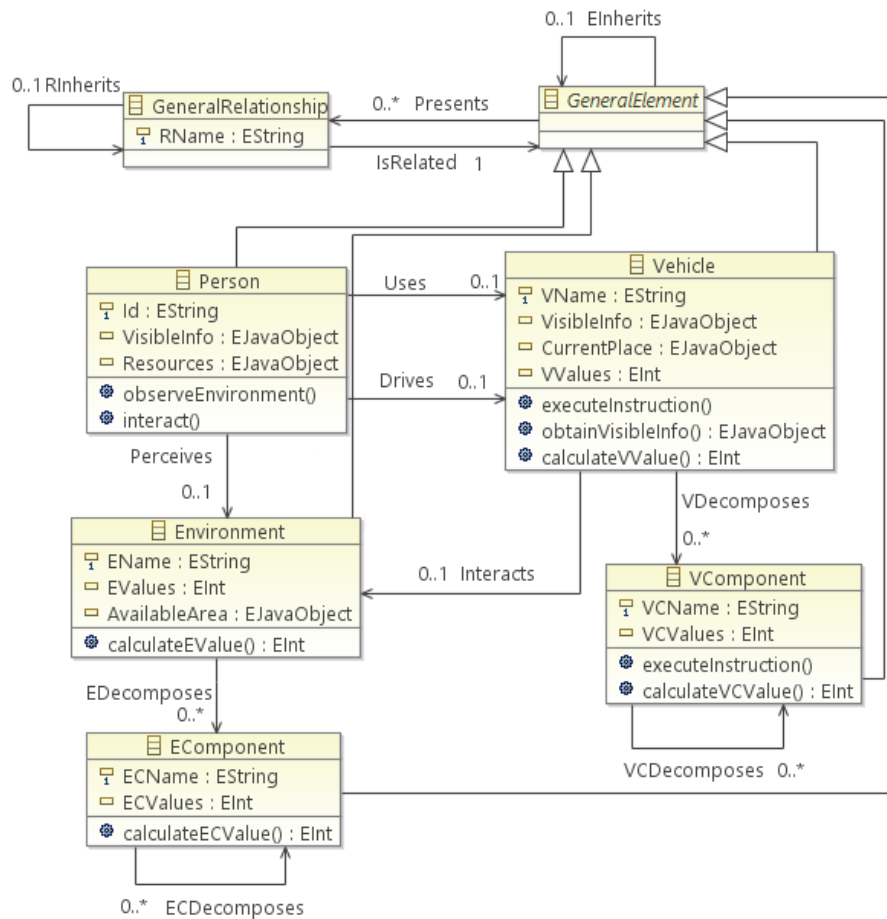 0..1 EInherits
0..1 RInherits
GeneralRelationship
RName : EString
0..* Presents
GeneralElement
IsRelated 1
Person
Id : EString
VisibleInfo : EJavaObject
Resources : EJavaObject
observeEnvironment()
interact()
Uses 0..1
Drives 0..1
Vehicle
VName : EString
VisibleInfo : EJavaObject
CurrentPlace : EJavaObject
VValues : EInt
executeInstruction()
obtainVisibleInfo() : EJavaObject
calculateVValue() : EInt
Perceives
0..1
VDecomposes
0..*
Environment
EName : EString
EValues : EInt
AvailableArea : EJavaObject
calculateEValue() : EInt
0..1 Interacts
VComponent
VCName : EString
VCValues : EInt
executeInstruction()
calculateVCValue() : EInt
VCDecomposes 0..*
EDecomposes
0..*
EComponent
ECName : EString
ECValues : EInt
calculateECValue() : EInt
0..* ECDecomposes